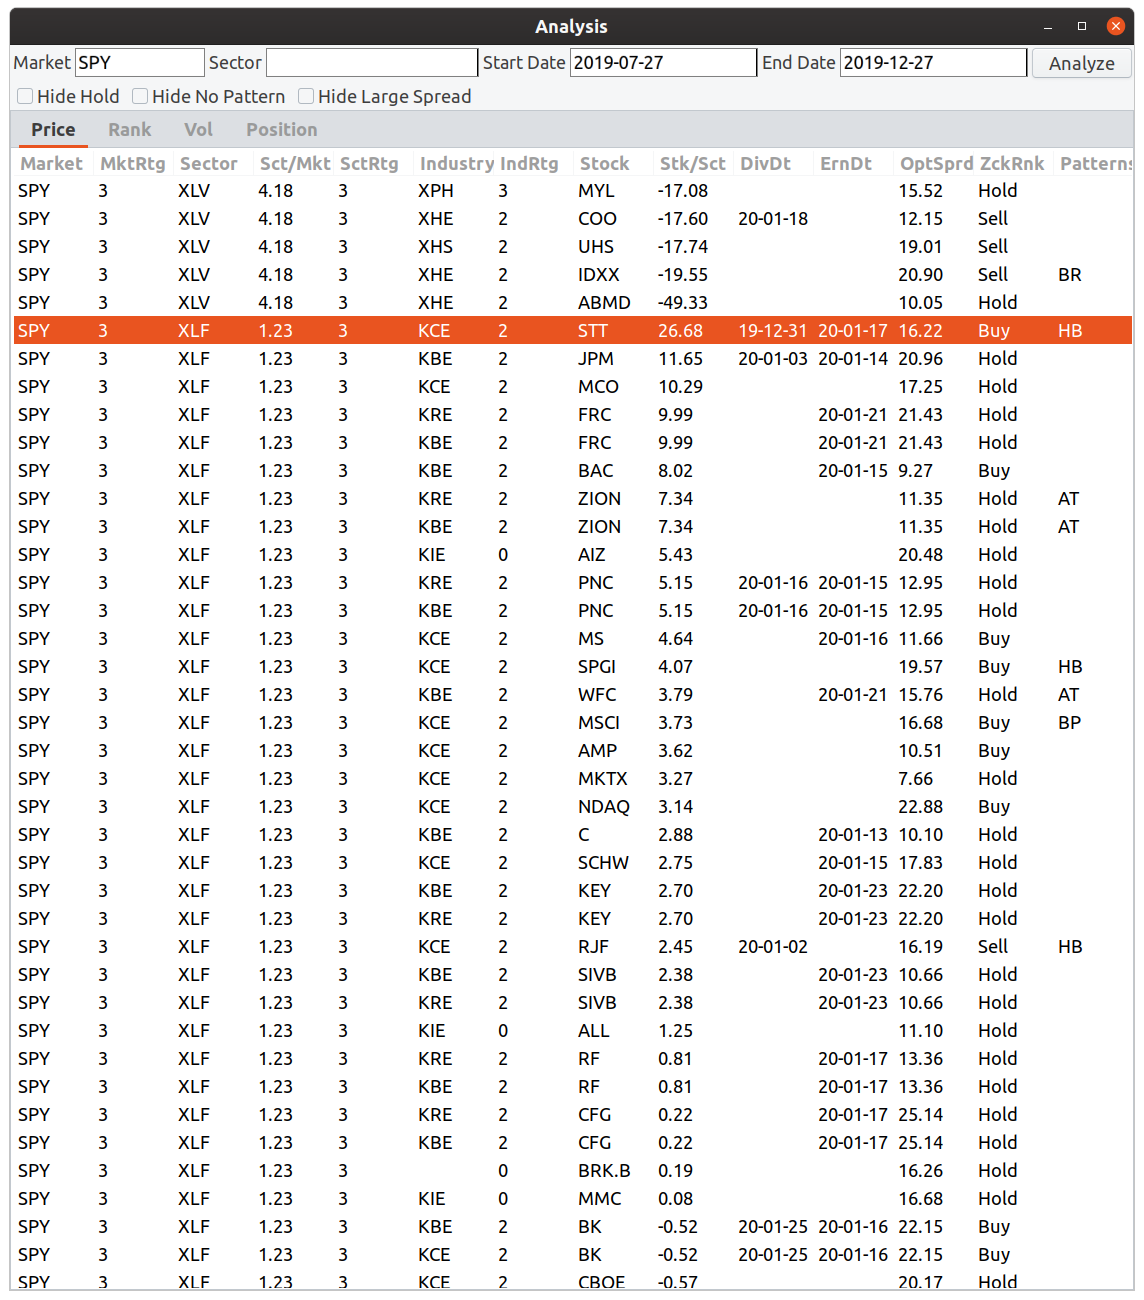 Analysis
Market SPY Sector Start Date 2019-07-27 End Date 2019-12-27 Analyze
Hide Hold Hide No Pattern Hide Large Spread
Price Rank Vol Position
Market MktRtg Sector Sct/Mkt SctRtg Industry IndRtg Stock Stk/Sct DivDt ErnDt OptSprd ZckRnk Patterns
SPY 3 XLV 4.18 3 XPH 3 MYL -17.08 15.52 Hold
SPY 3 XLV 4.18 3 XHE 2 COO -17.60 20-01-18 12.15 Sell
SPY 3 XLV 4.18 3 XHS 2 UHS -17.74 19.01 Sell
SPY 3 XLV 4.18 3 XHE 2 IDXX -19.55 20.90 Sell BR
SPY 3 XLV 4.18 3 XHE 2 ABMD -49.33 10.05 Hold
SPY 3 XLF 1.23 3 KCE 2 STT 26.68 19-12-31 20-01-17 16.22 Buy HB
SPY 3 XLF 1.23 3 KBE 2 JPM 11.65 20-01-03 20-01-14 20.96 Hold
SPY 3 XLF 1.23 3 KCE 2 MCO 10.29 17.25 Hold
SPY 3 XLF 1.23 3 KRE 2 FRC 9.99 20-01-21 21.43 Hold
SPY 3 XLF 1.23 3 KBE 2 FRC 9.99 20-01-21 21.43 Hold
SPY 3 XLF 1.23 3 KBE 2 BAC 8.02 20-01-15 9.27 Buy
SPY 3 XLF 1.23 3 KRE 2 ZION 7.34 11.35 Hold AT
SPY 3 XLF 1.23 3 KBE 2 ZION 7.34 11.35 Hold AT
SPY 3 XLF 1.23 3 KIE 0 AIZ 5.43 20.48 Hold
SPY 3 XLF 1.23 3 KRE 2 PNC 5.15 20-01-16 20-01-15 12.95 Hold
SPY 3 XLF 1.23 3 KBE 2 PNC 5.15 20-01-16 20-01-15 12.95 Hold
SPY 3 XLF 1.23 3 KCE 2 MS 4.64 20-01-16 11.66 Buy
SPY 3 XLF 1.23 3 KCE 2 SPGI 4.07 19.57 Buy HB
SPY 3 XLF 1.23 3 KBE 2 WFC 3.79 20-01-21 15.76 Hold AT
SPY 3 XLF 1.23 3 KCE 2 MSCI 3.73 16.68 Buy BP
SPY 3 XLF 1.23 3 KCE 2 AMP 3.62 10.51 Buy
SPY 3 XLF 1.23 3 KCE 2 MKTX 3.27 7.66 Hold
SPY 3 XLF 1.23 3 KCE 2 NDAQ 3.14 22.88 Buy
SPY 3 XLF 1.23 3 KBE 2 C 2.88 20-01-13 10.10 Hold
SPY 3 XLF 1.23 3 KCE 2 SCHW 2.75 20-01-15 17.83 Hold
SPY 3 XLF 1.23 3 KBE 2 KEY 2.70 20-01-23 22.20 Hold
SPY 3 XLF 1.23 3 KRE 2 KEY 2.70 20-01-23 22.20 Hold
SPY 3 XLF 1.23 3 KCE 2 RJF 2.45 20-01-02 16.19 Sell HB
SPY 3 XLF 1.23 3 KBE 2 SIVB 2.38 20-01-23 10.66 Hold
SPY 3 XLF 1.23 3 KRE 2 SIVB 2.38 20-01-23 10.66 Hold
SPY 3 XLF 1.23 3 KIE 0 ALL 1.25 11.10 Hold
SPY 3 XLF 1.23 3 KRE 2 RF 0.81 20-01-17 13.36 Hold
SPY 3 XLF 1.23 3 KBE 2 RF 0.81 20-01-17 13.36 Hold
SPY 3 XLF 1.23 3 KRE 2 CFG 0.22 20-01-17 25.14 Hold
SPY 3 XLF 1.23 3 KBE 2 CFG 0.22 20-01-17 25.14 Hold
SPY 3 XLF 1.23 3 0 BRK.B 0.19 16.26 Hold
SPY 3 XLF 1.23 3 KIE 0 MMC 0.08 16.68 Hold
SPY 3 XLF 1.23 3 KBE 2 BK -0.52 20-01-25 20-01-16 22.15 Buy
SPY 3 XLF 1.23 3 KCE 2 BK -0.52 20-01-25 20-01-16 22.15 Buy
SPY 3 XLF 1.23 3 KCE 2 CBOE -0.57 20.17 Hold